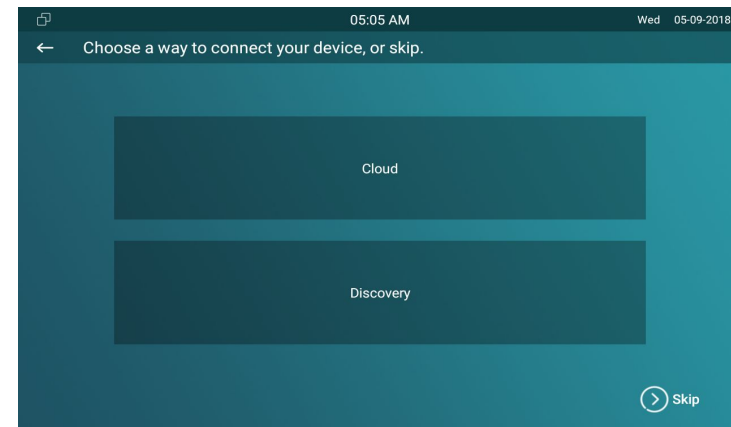 05:05 AM Wed 05-09-2018
Choose a way to connect your device, or skip.
Cloud
Discovery
Skip